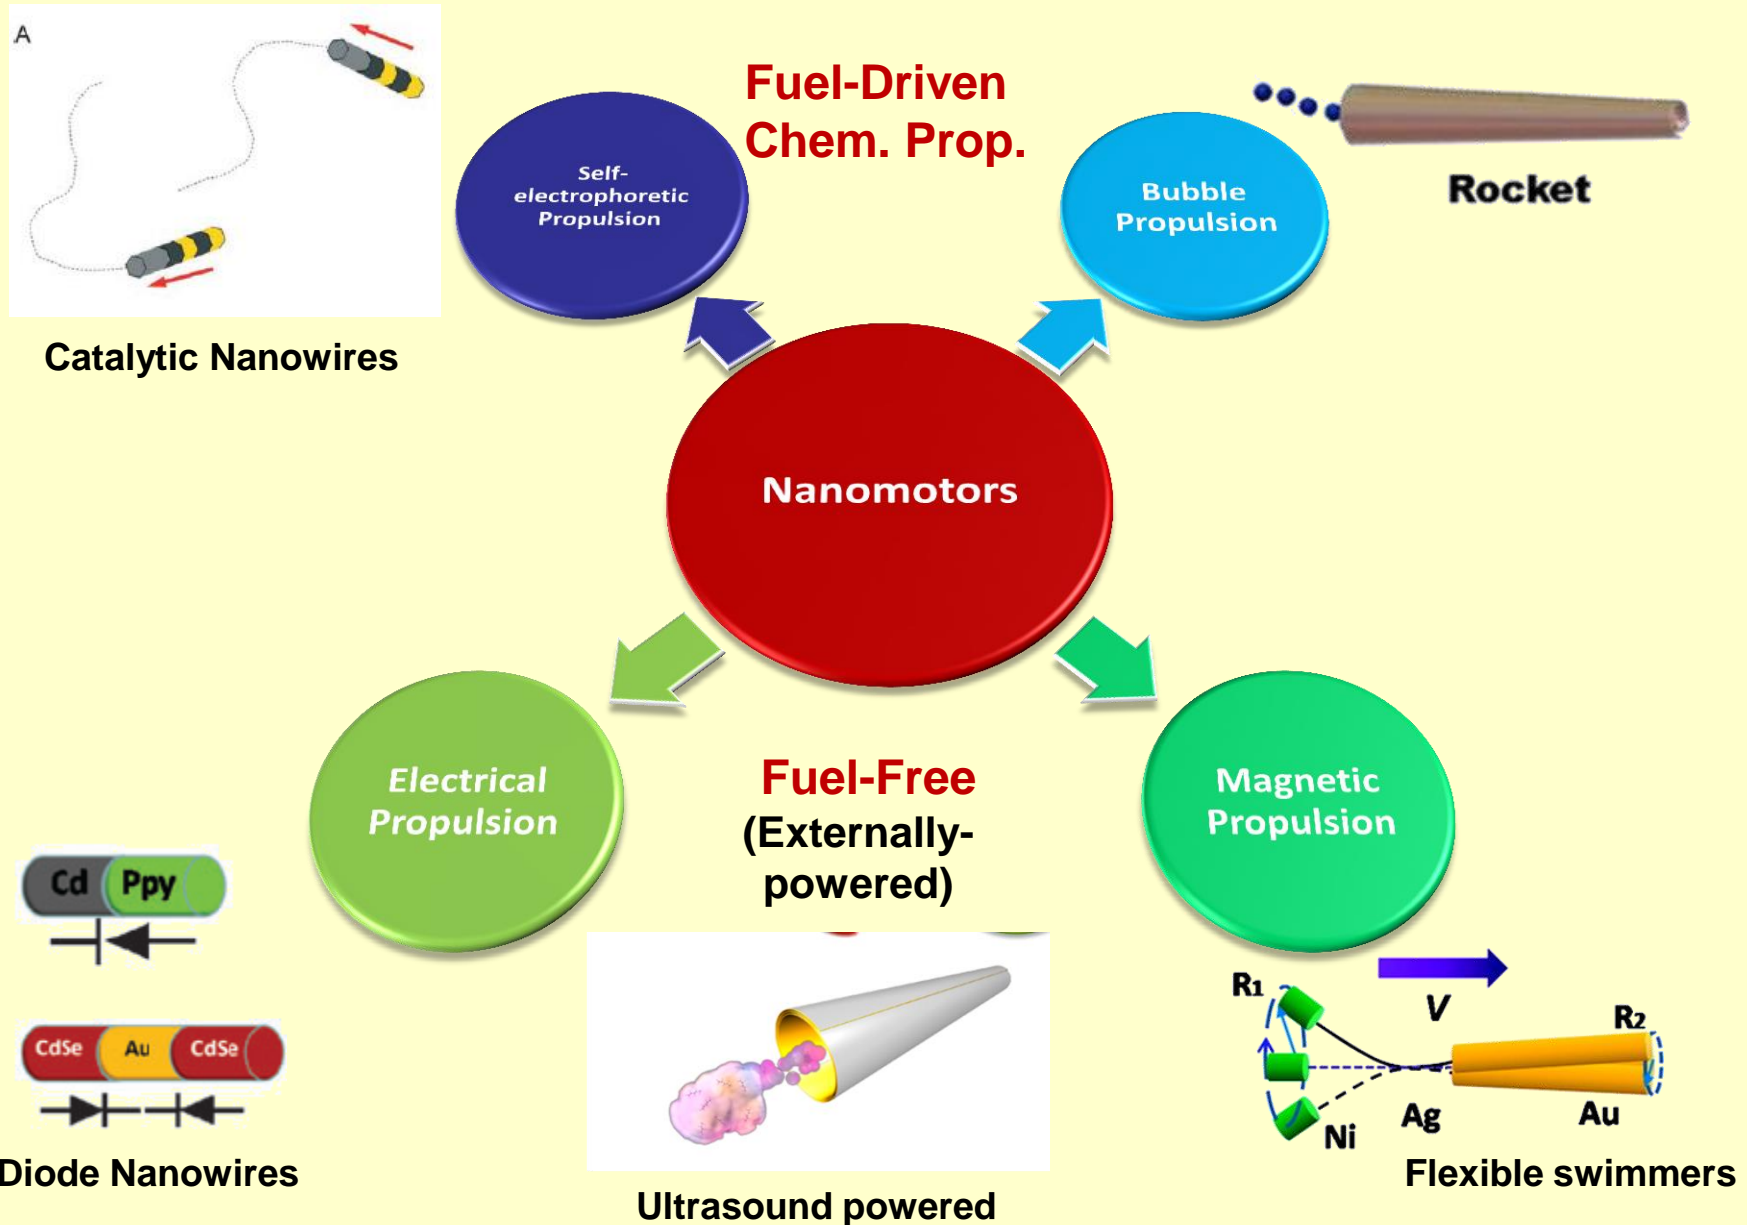 A
Fuel-Driven
Chem. Prop.
Self-
electrophoretic
Propulsion
Bubble
Propulsion
Rocket
Catalytic Nanowires
Nanomotors
Electrical
Propulsion
Fuel-Free
(Externally-
powered)
Magnetic
Propulsion
Cd Ppy
CdSe Au CdSe
Diode Nanowires
Ultrasound powered
R1
V
R2
Ni
Ag
Au
Flexible swimmers